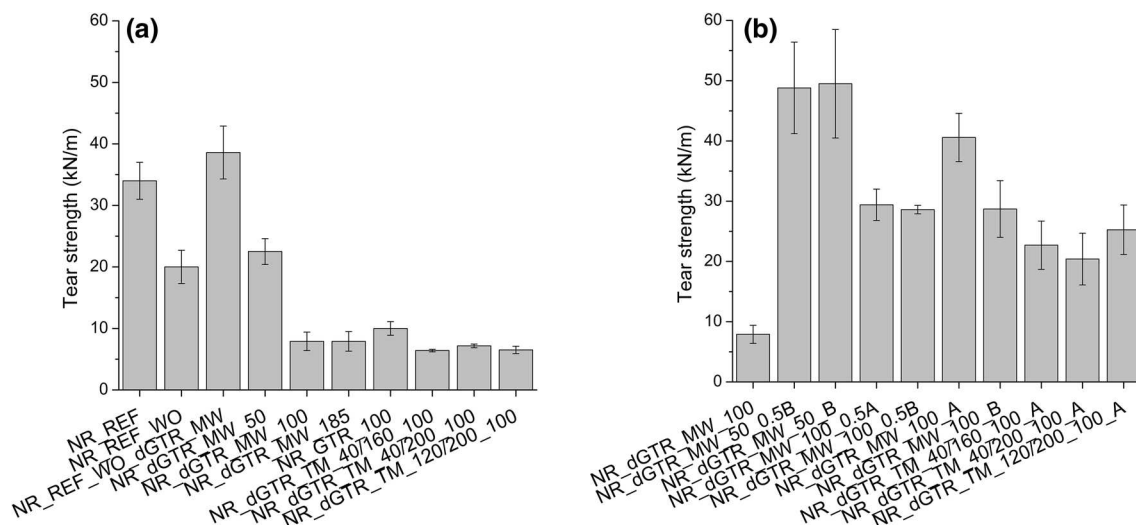 (a)
Tear strength (kN/m)
60
50
40
30
20
10
0
NR_REF
NR_REF_WO
NR_REF_WO_dGTR_MW
NR_dGTR_MW_50
NR_dGTR_MW_100
NR_dGTR_MW_185
NR_GTR_100
NR_dGTR_TM_40/160_100
NR_dGTR_TM_40/200_100
NR_dGTR_TM_120/200_100
(b)
Tear strength (kN/m)
60
50
40
30
20
10
0
NR_dGTR_MW_100
NR_dGTR_MW_50_0.5B
NR_dGTR_MW_50_B
NR_dGTR_MW_100_0.5A
NR_dGTR_MW_100_0.5B
NR_dGTR_MW_100_A
NR_dGTR_MW_100_B
NR_dGTR_TM_40/160_100_A
NR_dGTR_TM_40/200_100_A
NR_dGTR_TM_120/200_100_A